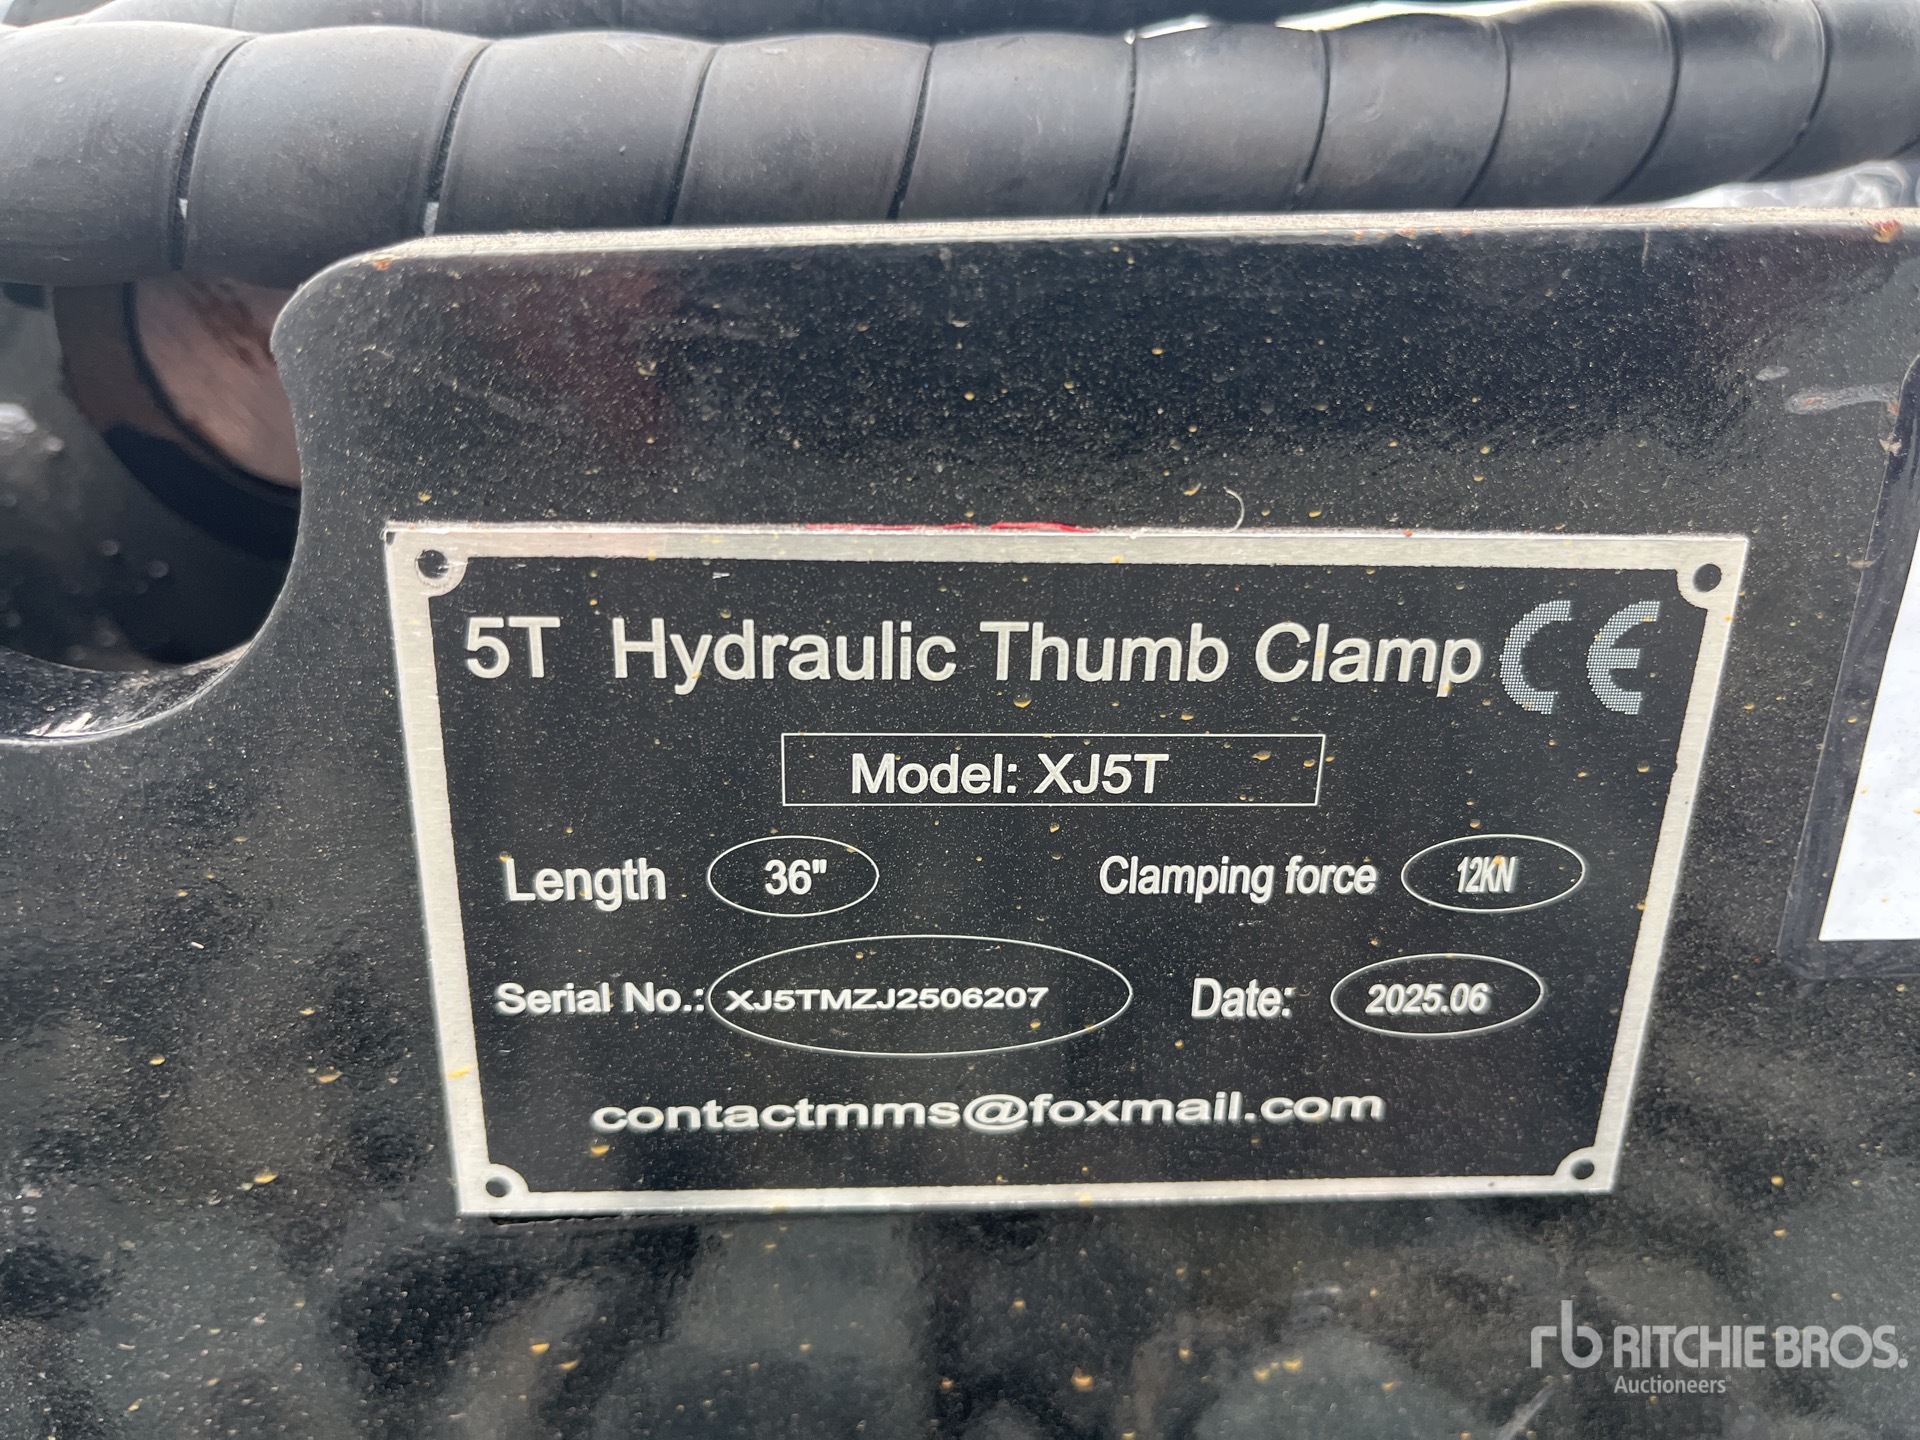 5T Hydraulic Thumb Clamp CE
Model: XJ5T
Length 36" Clamping force 12KN
Serial No.: XJ5TMZJ2506207 Date: 2025.06
contactmms@foxmail.com
rb RITCHIE BROS.
Auctioneers